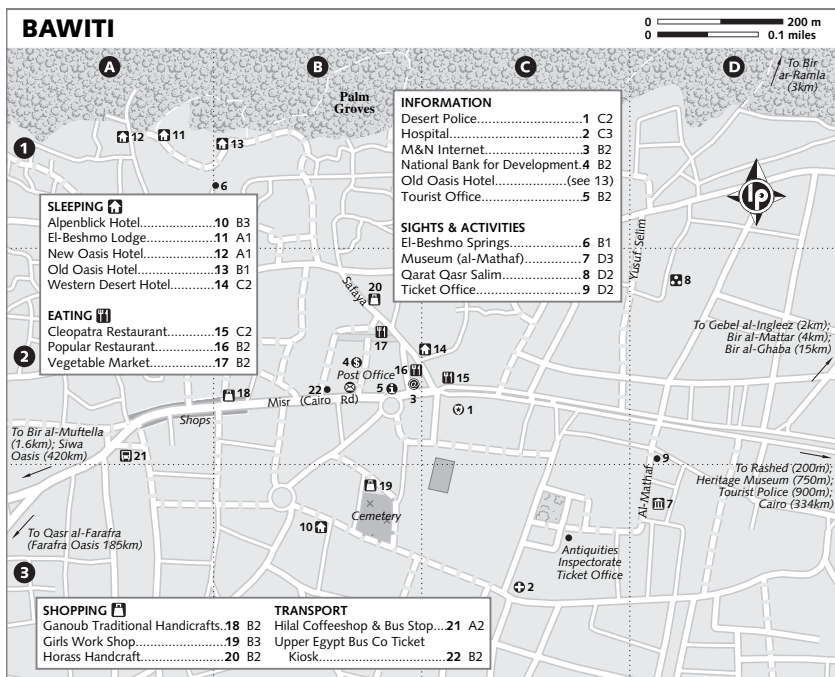 BAWITI
0 200 m
0 0.1 miles
A B C D
To Bir
ar-Ramla
(3km)
Palm
Groves
1
12
11
13
6
INFORMATION
Desert Police..............................1 C2
Hospital.....................................2 C3
M&N Internet............................3 B2
National Bank for Development.4 B2
Old Oasis Hotel....................(see 13)
Tourist Office.............................5 B2
SIGHTS & ACTIVITIES
El-Beshmo Springs.....................6 B1
Museum (al-Mathaf)..................7 D3
Qarat Qasr Salim.......................8 D2
Ticket Office..............................9 D2
SLEEPING
Alpenblick Hotel......................10 B3
El-Beshmo Lodge.....................11 A1
New Oasis Hotel......................12 A1
Old Oasis Hotel.......................13 B1
Western Desert Hotel...............14 C2
EATING
Cleopatra Restaurant................15 C2
Popular Restaurant...................16 B2
Vegetable Market.....................17 B2
lp
Yusuf Selim
8
Safaya
20
17
14
To Gebel al-Ingleez (2km);
Bir al-Mattar (4km);
Bir al-Ghaba (15km)
2
4
$
Post Office
16
15
22
5
3
@
1
18
Misr (Cairo Rd)
Shops
To Bir al-Muftella
(1.6km); Siwa
Oasis (420km)
21
9
To Rashed (200m);
Heritage Museum (750m);
Tourist Police (900m);
Cairo (334km)
19
Cemetery
Al-Mathaf
7
10
To Qasr al-Farafra
(Farafra Oasis 185km)
Antiquities
Inspectorate
Ticket Office
3
2
SHOPPING
Ganoub Traditional Handicrafts.18 B2
Girls Work Shop.......................19 B3
Horass Handcraft.....................20 B2
TRANSPORT
Hilal Coffeeshop & Bus Stop....21 A2
Upper Egypt Bus Co Ticket
Kiosk....................................22 B2